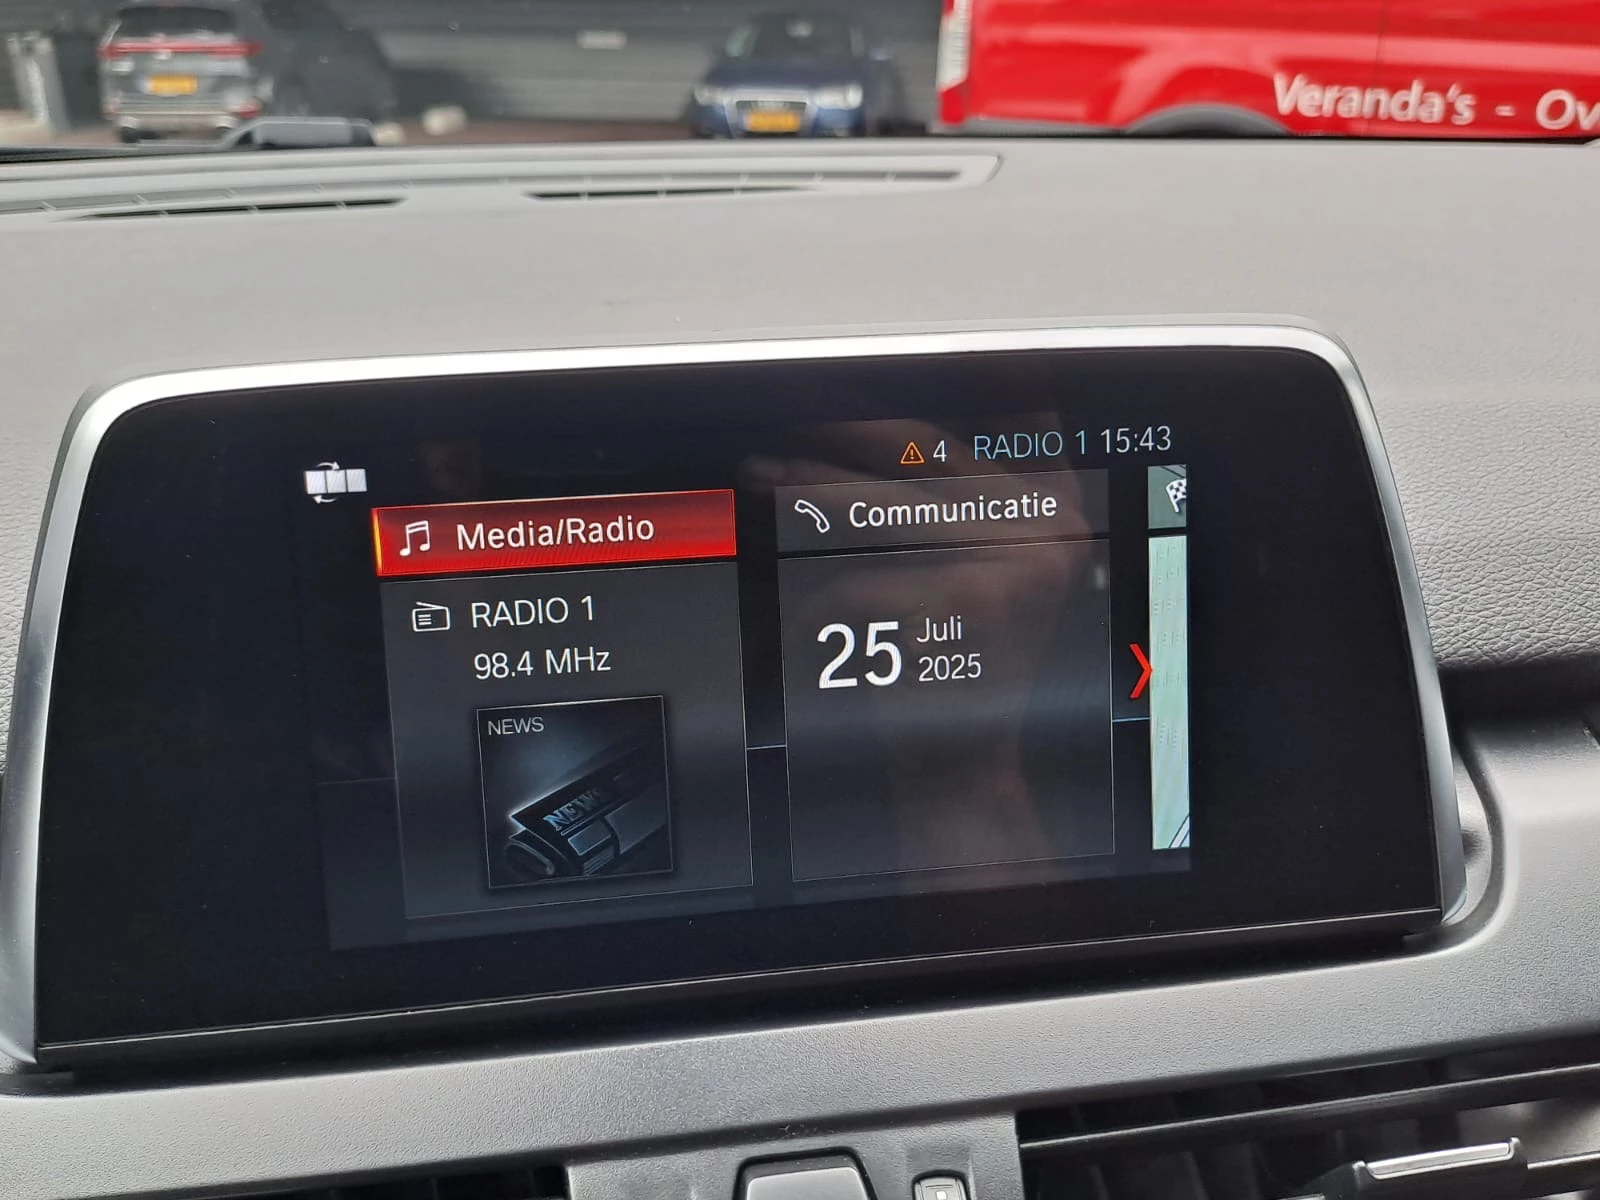 Veranda's - Ov
4 RADIO 1 15:43
Media/Radio
RADIO 1
98.4 MHz
NEWS
NEWS
Communicatie
25 Juli
2025